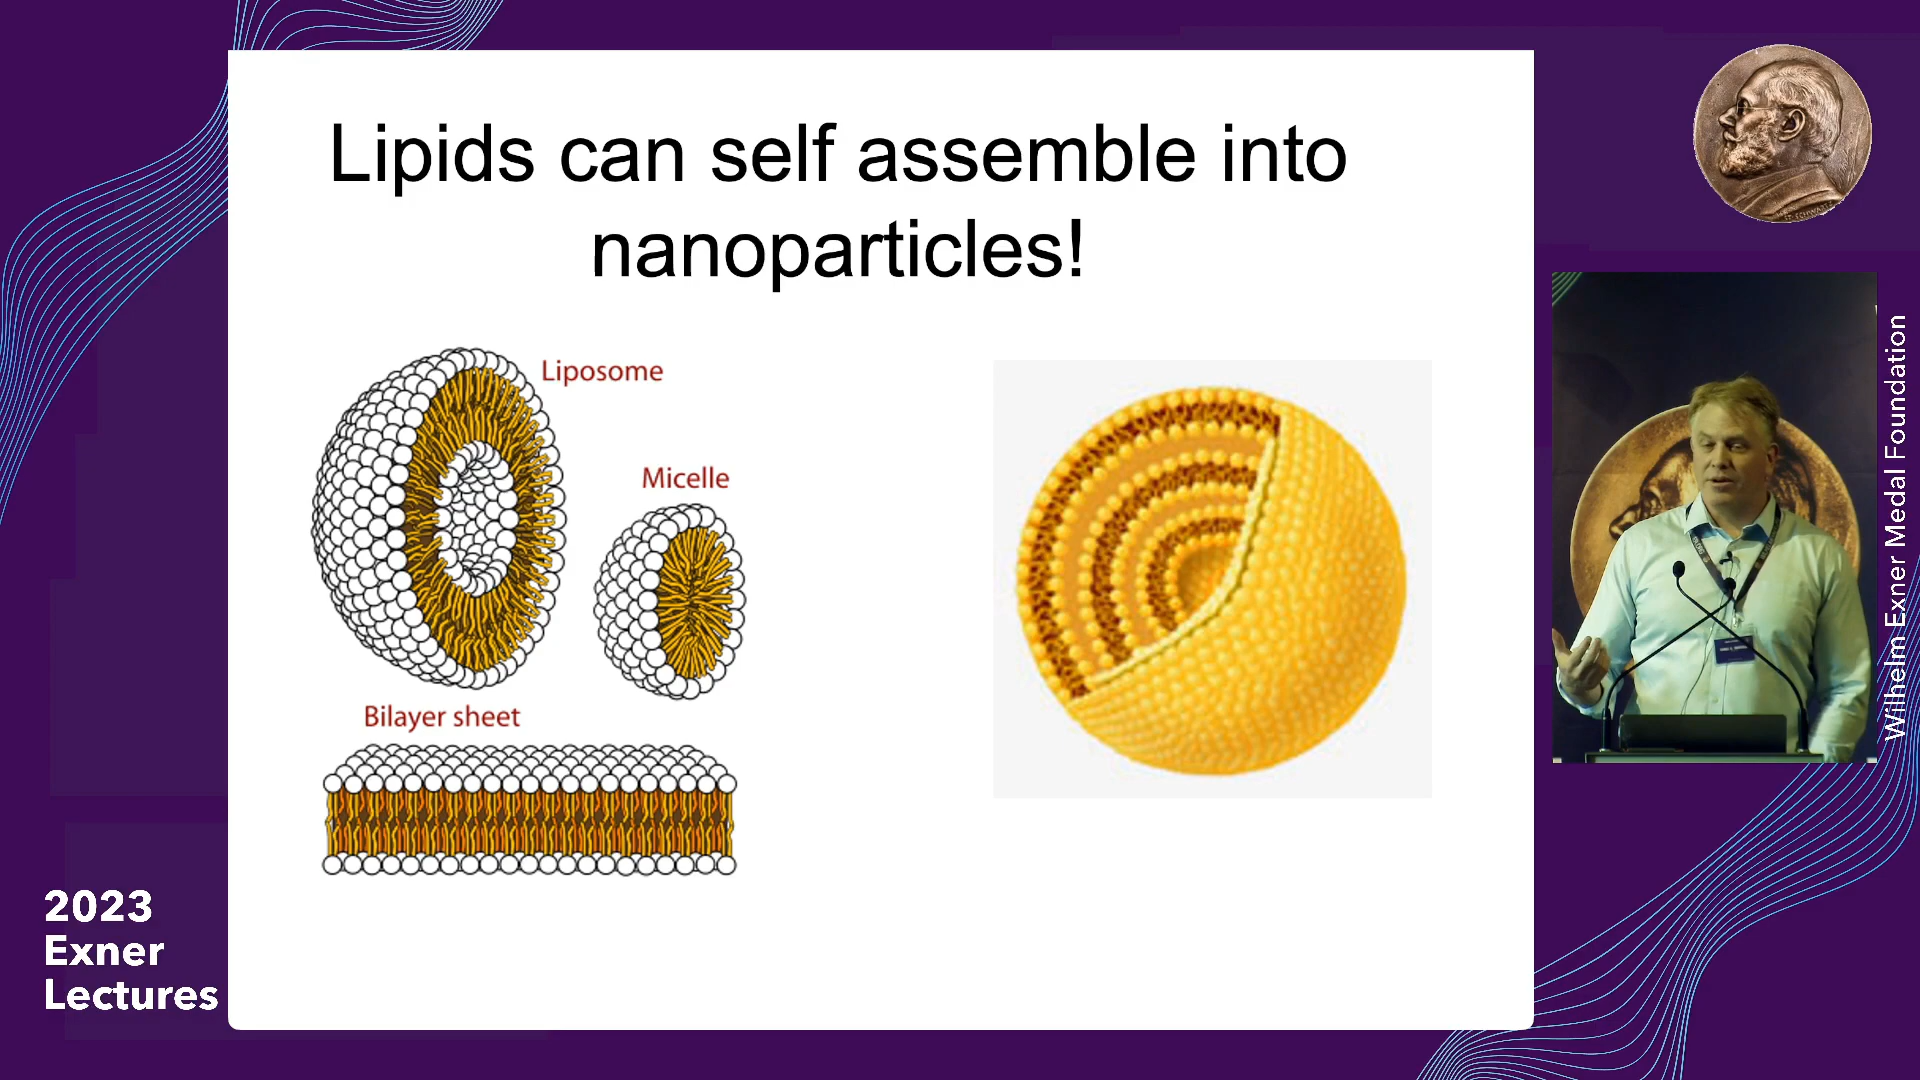 Lipids can self assemble into
nanoparticles!
Liposome
Micelle
Bilayer sheet
2023
Exner
Lectures
Wilhelm Exner Medal Foundation